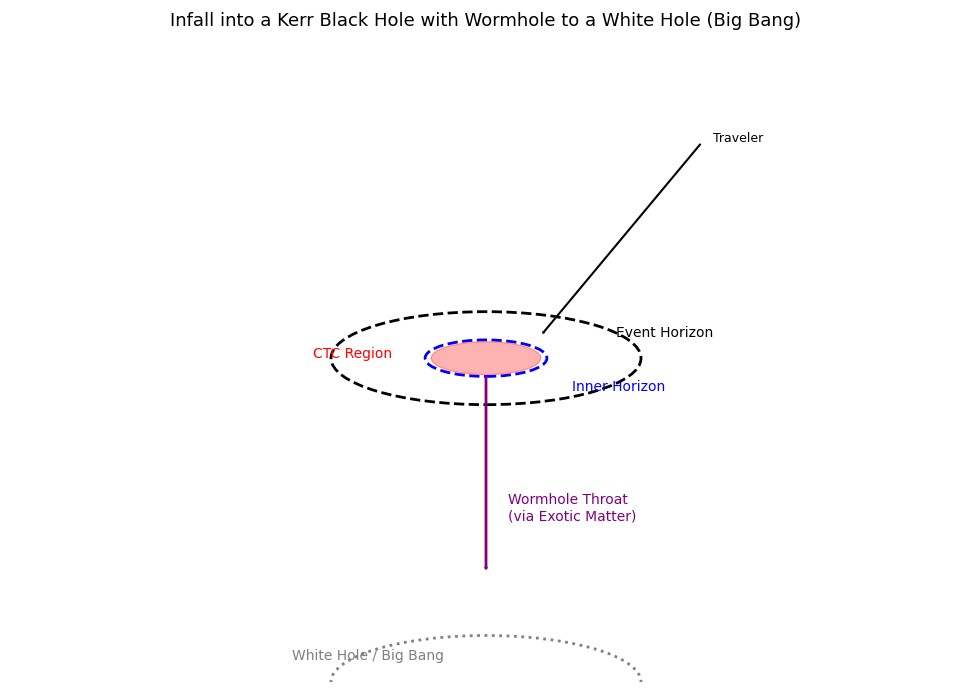 Infall into a Kerr Black Hole with Wormhole to a White Hole (Big Bang)
Traveler
Event Horizon
CTC Region
Inner Horizon
Wormhole Throat
(via Exotic Matter)
White Hole / Big Bang